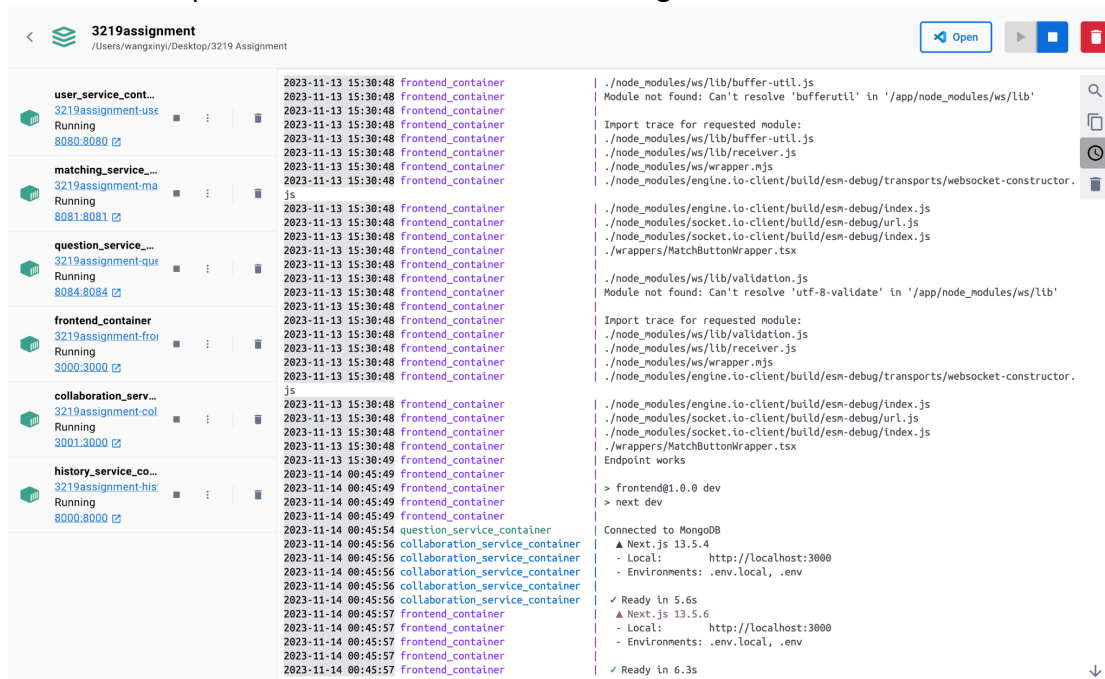 3219assignment
/Users/wangxinyi/Desktop/3219 Assignment
Open
user_service_cont...
3219assignment-use
Running
8080:8080
matching_service_...
3219assignment-ma
Running
8081:8081
question_service_...
3219assignment-que
Running
8084:8084
frontend_container
3219assignment-fro
Running
3000:3000
collaboration_serv...
3219assignment-col
Running
3001:3000
history_service_co...
3219assignment-his
Running
8000:8000
2023-11-13 15:30:48 frontend_container | ./node_modules/ws/lib/buffer-util.js
2023-11-13 15:30:48 frontend_container | Module not found: Can't resolve 'bufferutil' in '/app/node_modules/ws/lib'
2023-11-13 15:30:48 frontend_container |
2023-11-13 15:30:48 frontend_container | Import trace for requested module:
2023-11-13 15:30:48 frontend_container | ./node_modules/ws/lib/buffer-util.js
2023-11-13 15:30:48 frontend_container | ./node_modules/ws/lib/receiver.js
2023-11-13 15:30:48 frontend_container | ./node_modules/ws/wrapper.mjs
2023-11-13 15:30:48 frontend_container | ./node_modules/engine.io-client/build/esm-debug/transports/websocket-constructor.
js
2023-11-13 15:30:48 frontend_container | ./node_modules/engine.io-client/build/esm-debug/index.js
2023-11-13 15:30:48 frontend_container | ./node_modules/socket.io-client/build/esm-debug/url.js
2023-11-13 15:30:48 frontend_container | ./node_modules/socket.io-client/build/esm-debug/index.js
2023-11-13 15:30:48 frontend_container | ./wrappers/MatchButtonWrapper.tsx
2023-11-13 15:30:48 frontend_container |
2023-11-13 15:30:48 frontend_container | ./node_modules/ws/lib/validation.js
2023-11-13 15:30:48 frontend_container | Module not found: Can't resolve 'utf-8-validate' in '/app/node_modules/ws/lib'
2023-11-13 15:30:48 frontend_container |
2023-11-13 15:30:48 frontend_container | Import trace for requested module:
2023-11-13 15:30:48 frontend_container | ./node_modules/ws/lib/validation.js
2023-11-13 15:30:48 frontend_container | ./node_modules/ws/lib/receiver.js
2023-11-13 15:30:48 frontend_container | ./node_modules/ws/wrapper.mjs
2023-11-13 15:30:48 frontend_container | ./node_modules/engine.io-client/build/esm-debug/transports/websocket-constructor.
js
2023-11-13 15:30:48 frontend_container | ./node_modules/engine.io-client/build/esm-debug/index.js
2023-11-13 15:30:48 frontend_container | ./node_modules/socket.io-client/build/esm-debug/url.js
2023-11-13 15:30:48 frontend_container | ./node_modules/socket.io-client/build/esm-debug/index.js
2023-11-13 15:30:48 frontend_container | ./wrappers/MatchButtonWrapper.tsx
2023-11-13 15:30:49 frontend_container | Endpoint works
2023-11-14 00:45:49 frontend_container |
2023-11-14 00:45:49 frontend_container | > frontend@1.0.0 dev
2023-11-14 00:45:49 frontend_container | > next dev
2023-11-14 00:45:49 frontend_container |
2023-11-14 00:45:54 question_service_container | Connected to MongoDB
2023-11-14 00:45:56 collaboration_service_container | ▲ Next.js 13.5.4
2023-11-14 00:45:56 collaboration_service_container | - Local: http://localhost:3000
2023-11-14 00:45:56 collaboration_service_container | - Environments: .env.local, .env
2023-11-14 00:45:56 collaboration_service_container |
2023-11-14 00:45:56 collaboration_service_container | ✓ Ready in 5.6s
2023-11-14 00:45:57 frontend_container | ▲ Next.js 13.5.6
2023-11-14 00:45:57 frontend_container | - Local: http://localhost:3000
2023-11-14 00:45:57 frontend_container | - Environments: .env.local, .env
2023-11-14 00:45:57 frontend_container |
2023-11-14 00:45:57 frontend_container | ✓ Ready in 6.3s